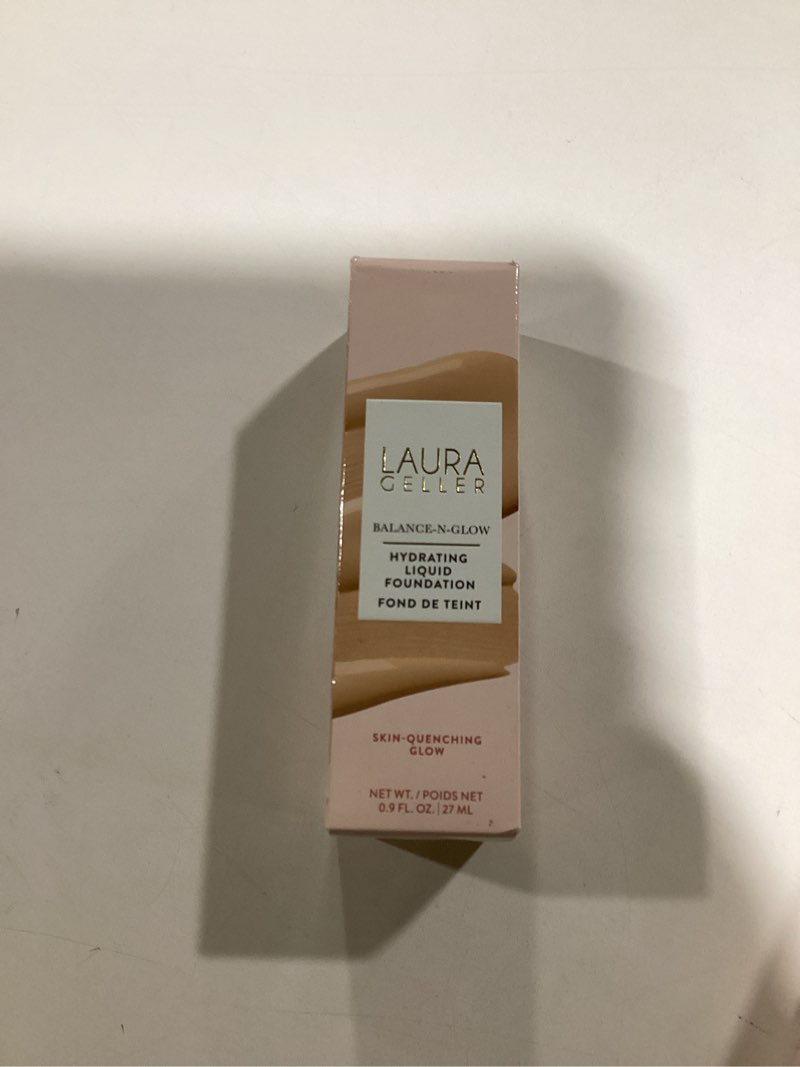 LAURA
GELLER
BALANCE-N-GLOW
HYDRATING
LIQUID
FOUNDATION
FOND DE TEINT
SKIN-QUENCHING
GLOW
NET WT. / POIDS NET
0.9 FL. OZ. | 27 ML